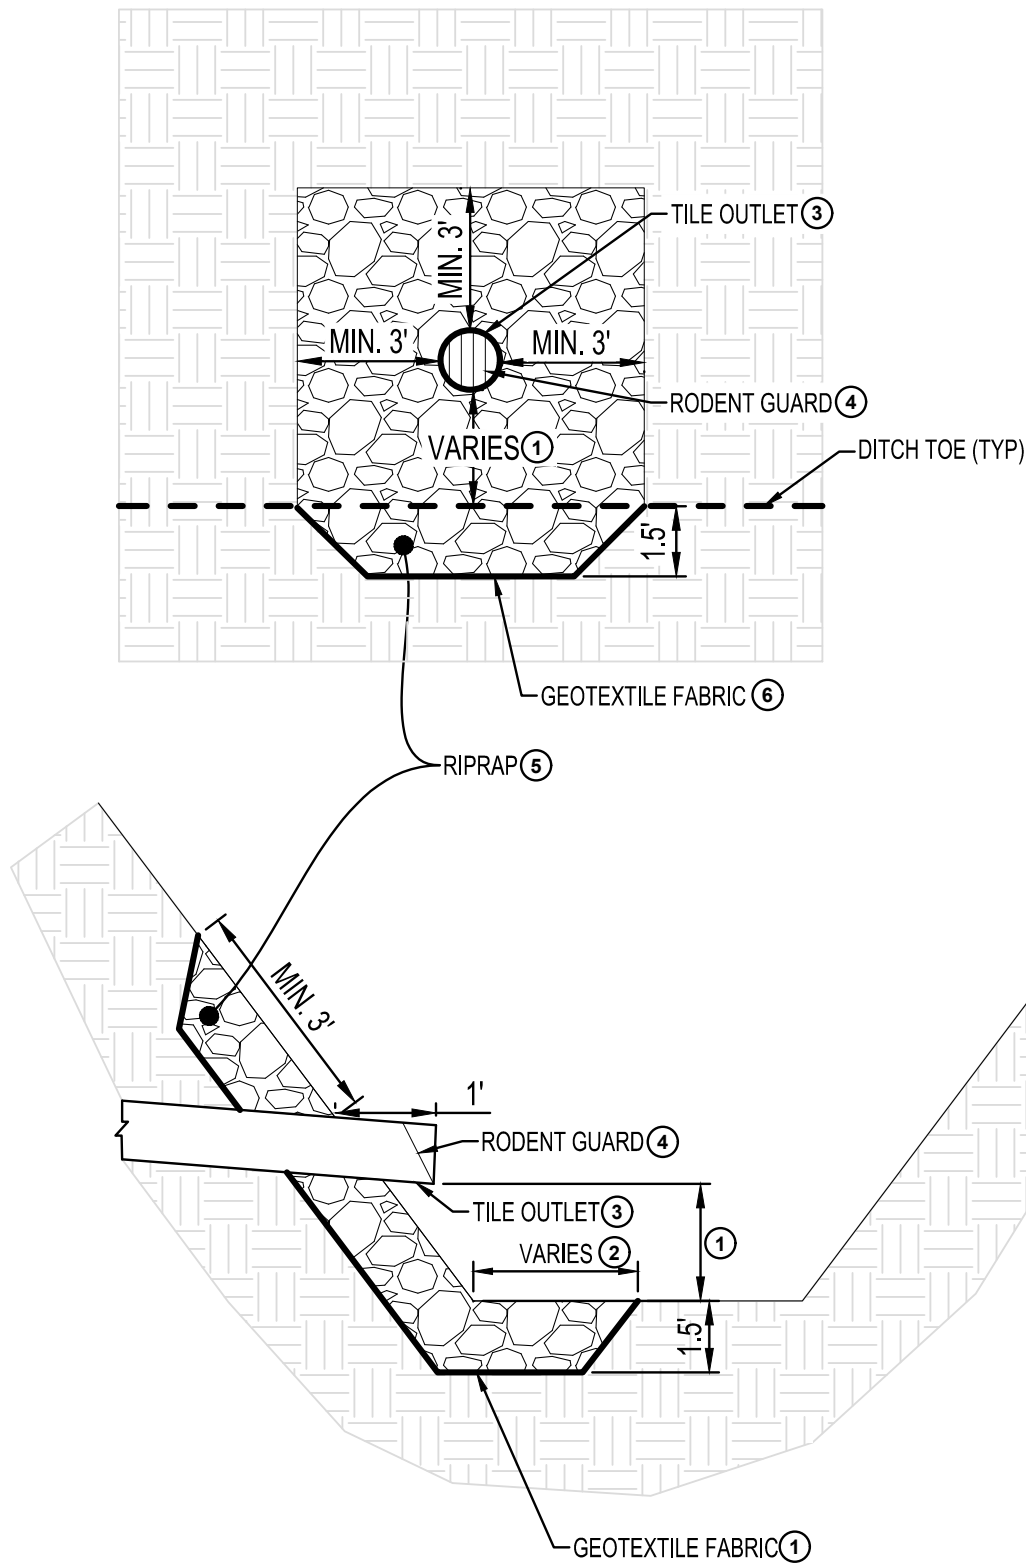 TILE OUTLET 3
MIN. 3'
MIN. 3'
MIN. 3'
RODENT GUARD 4
VARIES 1
DITCH TOE (TYP)
1.5'
GEOTEXTILE FABRIC 6
RIPRAP 5
MIN. 3'
1'
RODENT GUARD 4
TILE OUTLET 3
VARIES 2
1
1.5'
GEOTEXTILE FABRIC 1